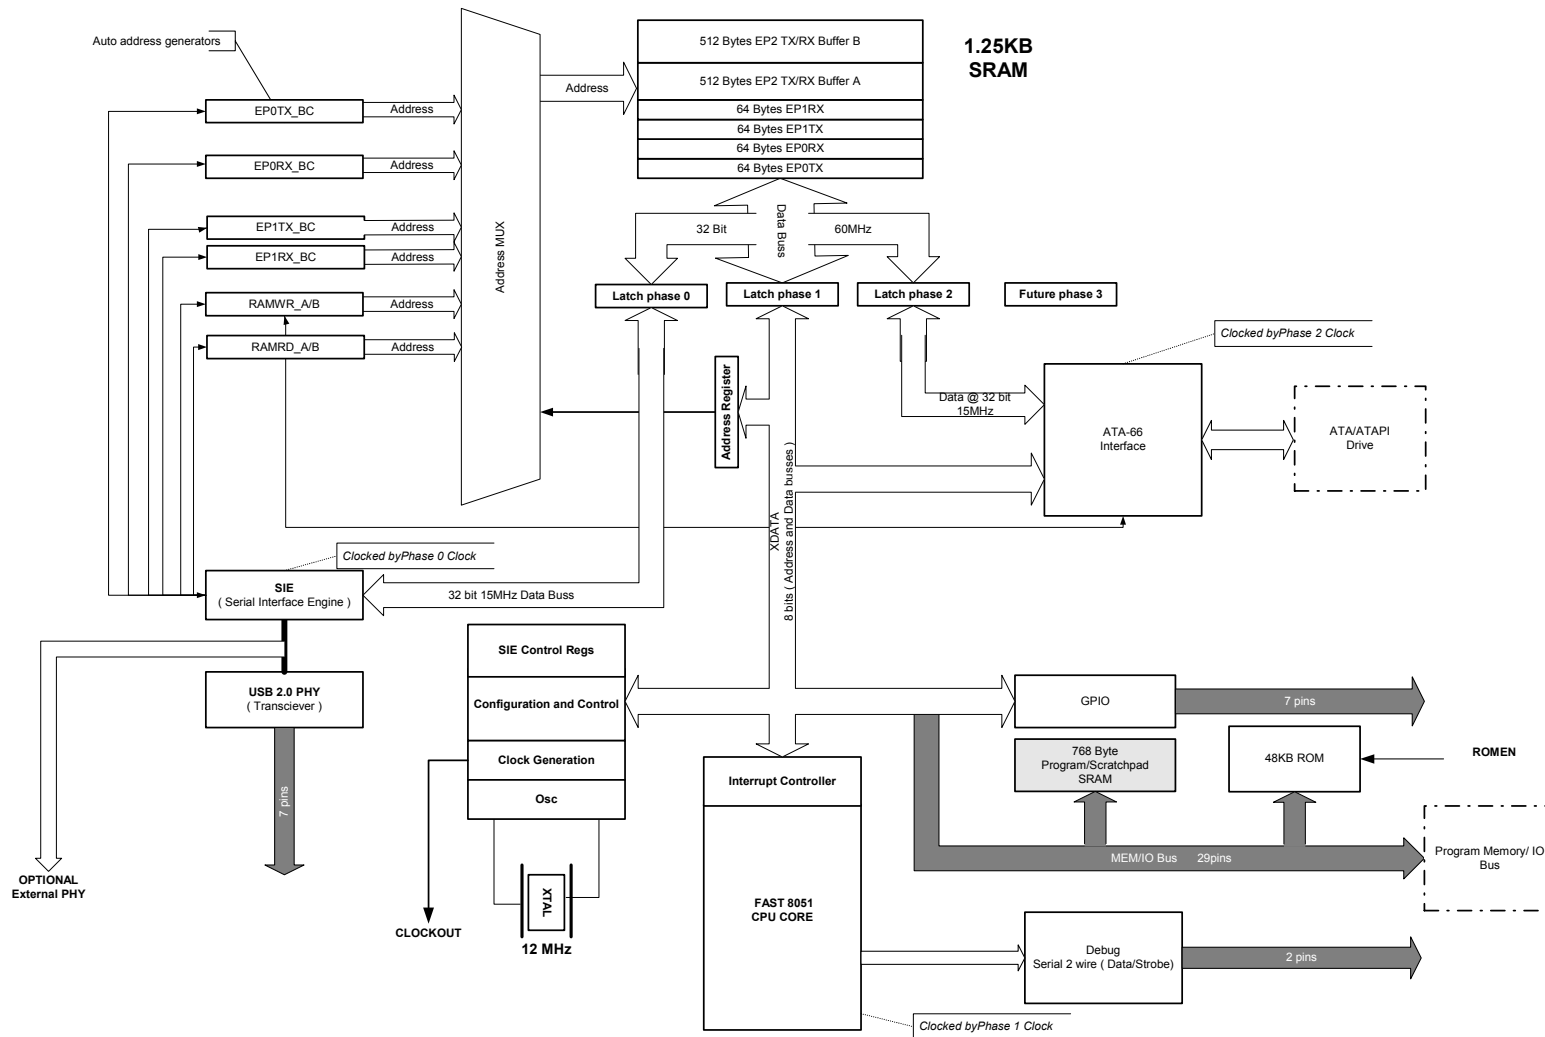 Auto address generators
EP0TX_BC
EP0RX_BC
EP1TX_BC
EP1RX_BC
RAMWR_A/B
RAMRD_A/B
Address
Address
Address
Address
Address
Address
Address MUX
Address
512 Bytes EP2 TX/RX Buffer B
512 Bytes EP2 TX/RX Buffer A
64 Bytes EP1RX
64 Bytes EP1TX
64 Bytes EP0RX
64 Bytes EP0TX
1.25KB
SRAM
32 Bit
Data Buss
60MHz
Latch phase 0
Latch phase 1
Latch phase 2
Future phase 3
Clocked byPhase 2 Clock
Address Register
Data @ 32 bit
15MHz
ATA-66
Interface
ATA/ATAPI
Drive
XDATA
8 bits ( Address and Data busses )
Clocked byPhase 0 Clock
SIE
( Serial Interface Engine )
32 bit 15MHz Data Buss
USB 2.0 PHY
( Transciever )
7 pins
OPTIONAL
External PHY
SIE Control Regs
Configuration and Control
Clock Generation
Osc
XTAL
12 MHz
CLOCKOUT
Interrupt Controller
FAST 8051
CPU CORE
Clocked byPhase 1 Clock
GPIO
7 pins
768 Byte
Program/Scratchpad
SRAM
48KB ROM
ROMEN
MEM/IO Bus 29pins
Program Memory/ IO
Bus
Debug
Serial 2 wire ( Data/Strobe)
2 pins